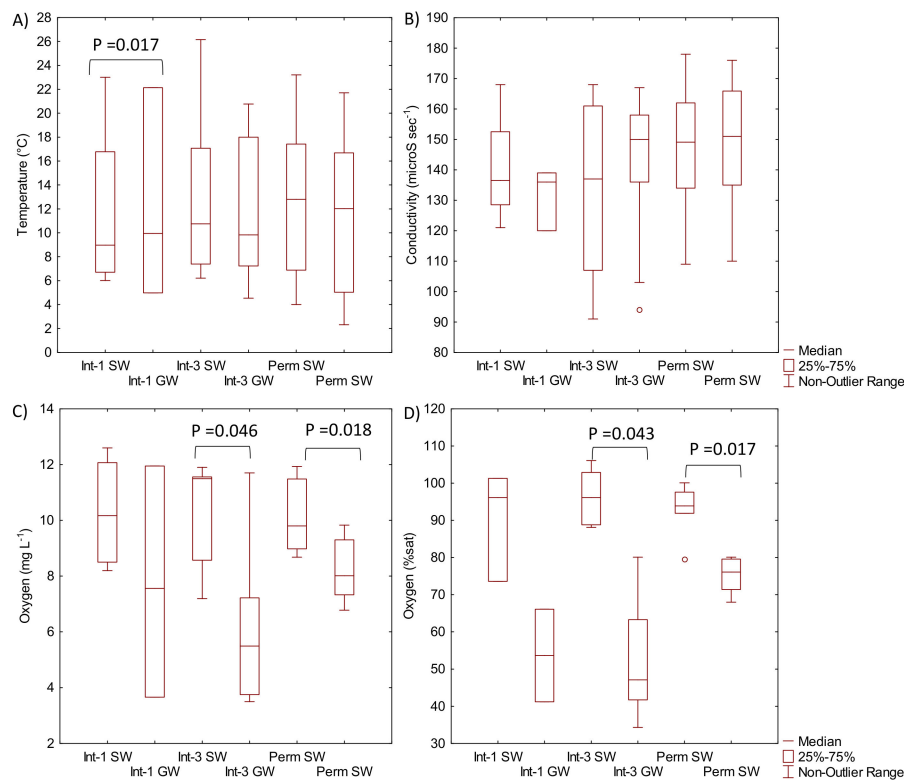 A)
P =0.017
Temperature (°C)
28
26
24
22
20
18
16
14
12
10
8
6
4
2
0
Int-1 SW
Int-3 SW
Perm SW
Int-1 GW
Int-3 GW
Perm SW
B)
Conductivity (microS sec⁻¹)
190
180
170
160
150
140
130
120
110
100
90
80
Int-1 SW
Int-3 SW
Perm SW
Int-1 GW
Int-3 GW
Perm SW
Median
25%-75%
Non-Outlier Range
C)
P =0.046
P =0.018
Oxygen (mg L⁻¹)
14
12
10
8
6
4
2
Int-1 SW
Int-3 SW
Perm SW
Int-1 GW
Int-3 GW
Perm SW
D)
P =0.043
P =0.017
Oxygen (%sat)
120
110
100
90
80
70
60
50
40
30
Int-1 SW
Int-3 SW
Perm SW
Int-1 GW
Int-3 GW
Perm SW
Median
25%-75%
Non-Outlier Range